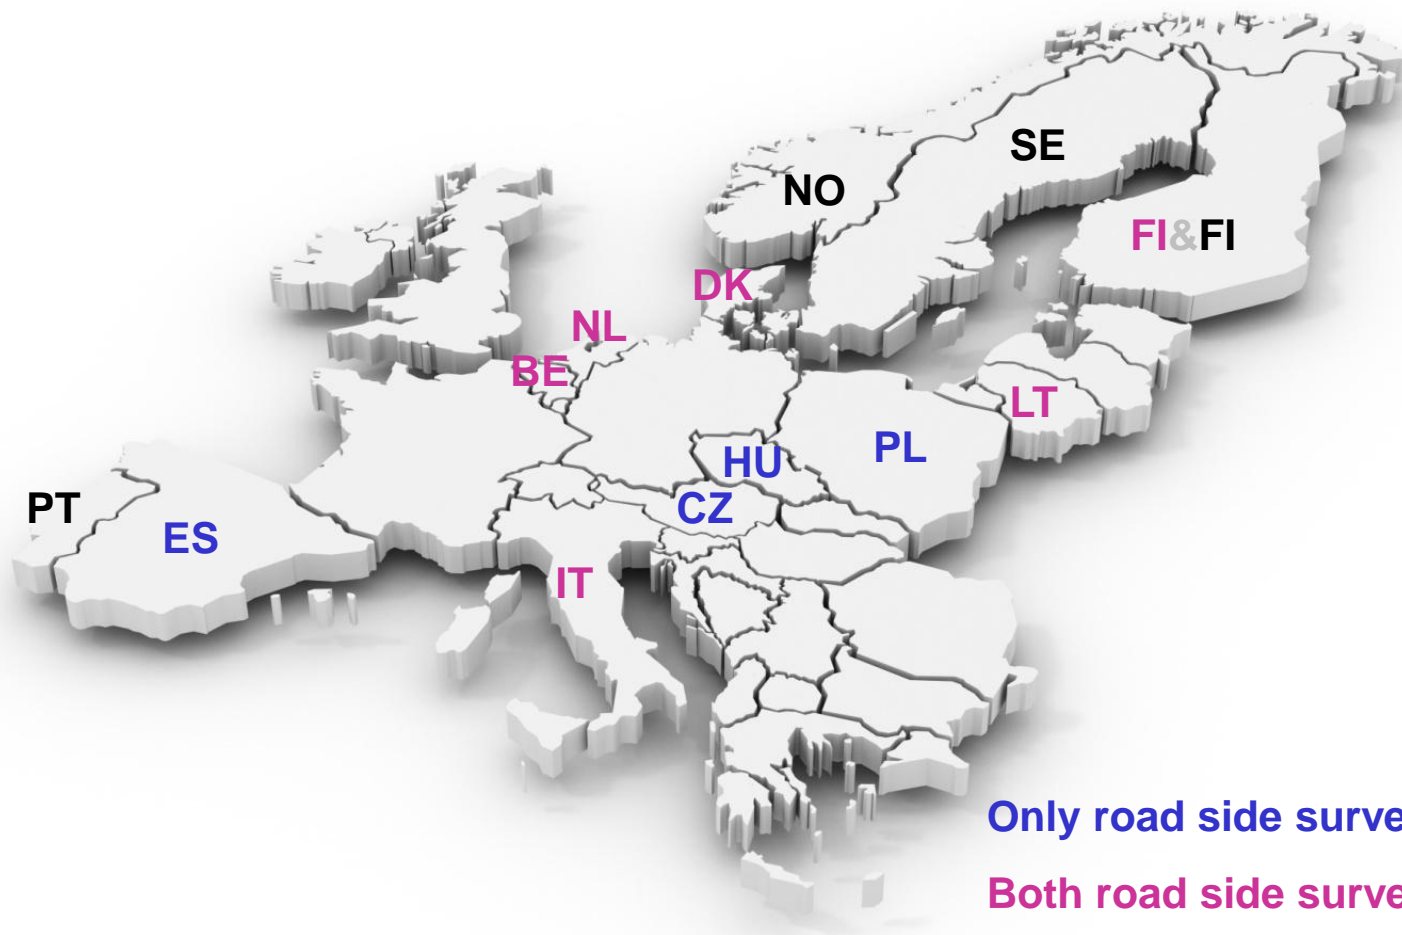 SE
NO
FI&FI
DK
NL
BE
LT
PL
HU
CZ
PT
ES
IT
Only road side surve
Both road side surve